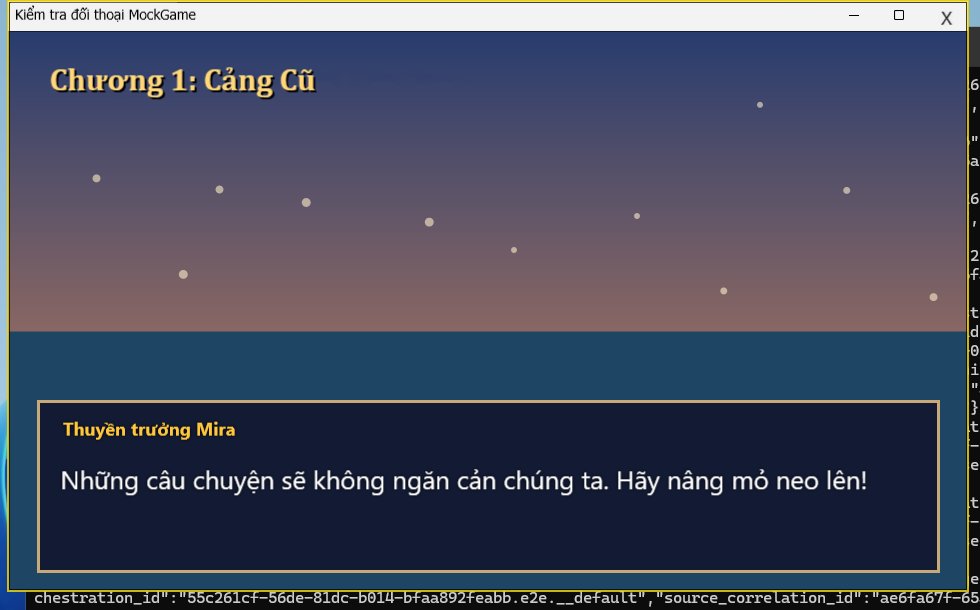 Kiểm tra đối thoại MockGame
Chương 1: Cảng Cũ
Thuyền trưởng Mira
Những câu chuyện sẽ không ngăn cản chúng ta. Hãy nâng mỏ neo lên!
chestration_id":"55c261cf-56de-81dc-b014-bfaa892feabb.e2e.__default","source_correlation_id":"ae6fa67f-6